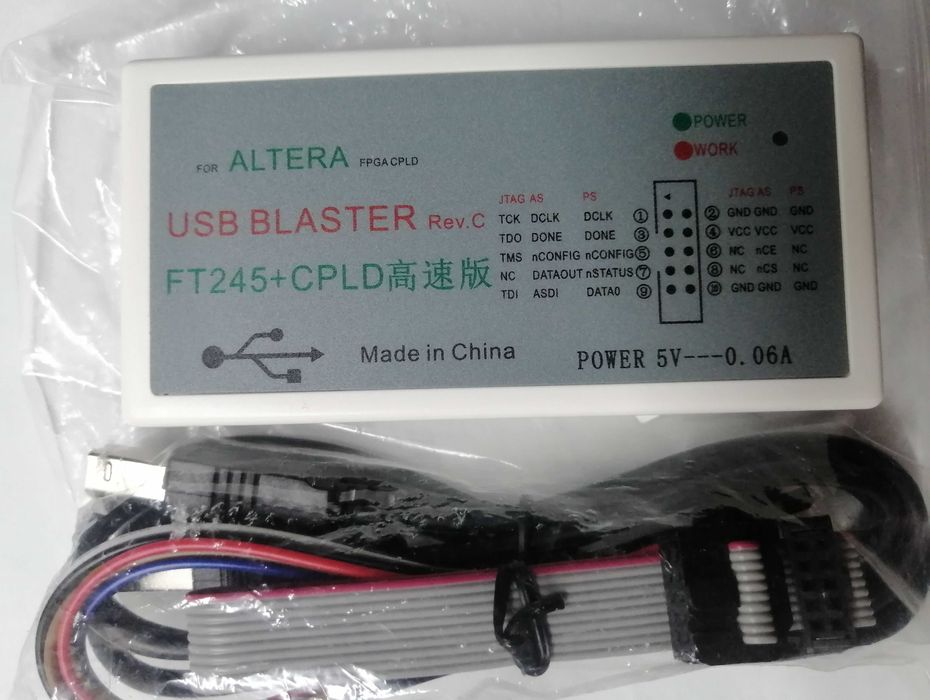 POWER
WORK
FOR ALTERA FPGA CPLD
USB BLASTER Rev.C
FT245+CPLD高速版
JTAG AS PS JTAG AS PS
TCK DCLK DCLK ① ② GND GND GND
TDO DONE DONE ③ ④ VCC VCC VCC
TMS nCONFIG nCONFIG ⑤ ⑥ NC nCE NC
NC DATAOUT nSTATUS ⑦ ⑧ NC nCS NC
TDI ASDI DATA0 ⑨ ⑩ GND GND GND
Made in China
POWER 5V---0.06A